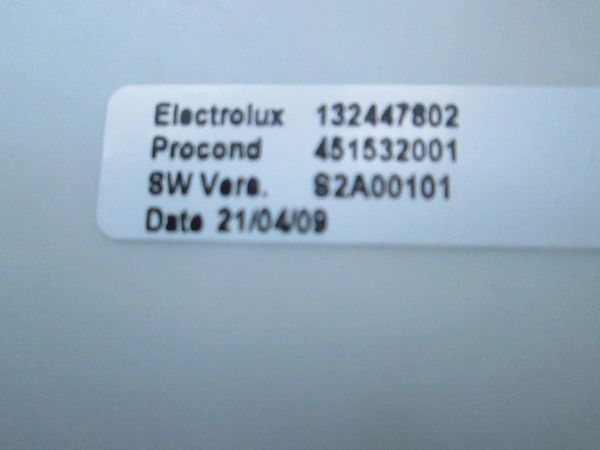 Electrolux 132447802
Procond 451532001
SW Vers. S2A00101
Date 21/04/09